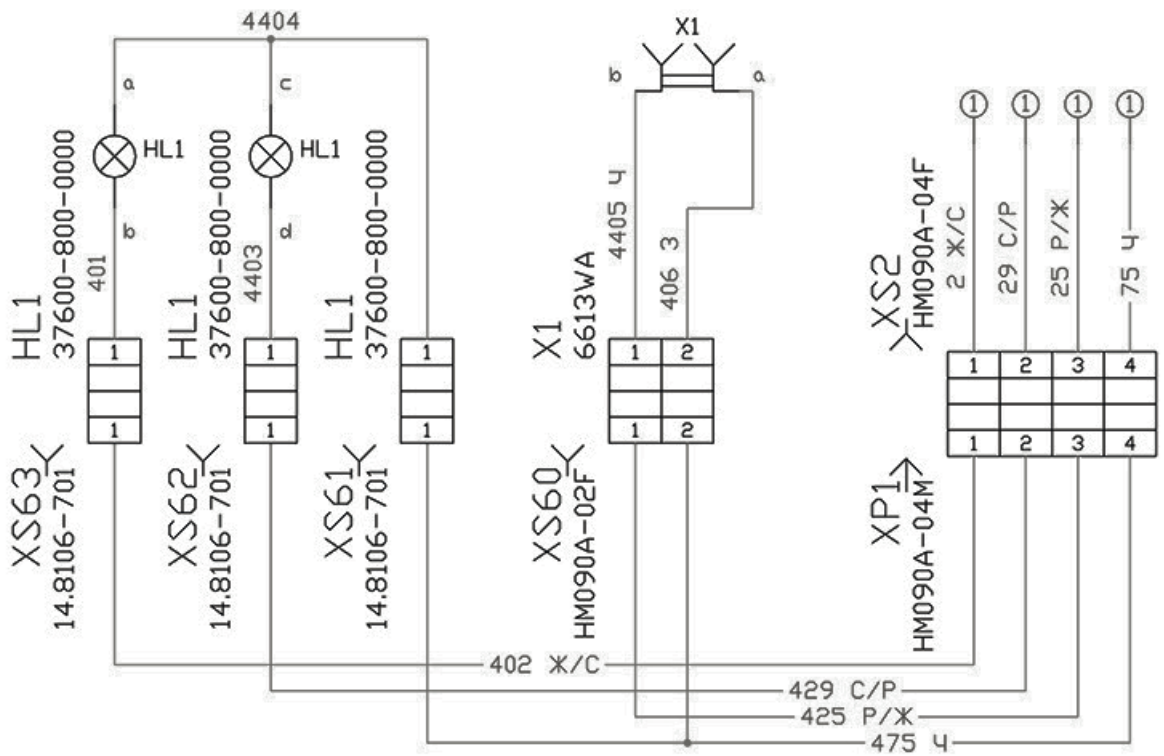 4404
X1
a
c
b
a
1
1
1
1
HL1
HL1
b
d
401
4403
4405 Ч
406 З
2 Ж/С
29 С/Р
25 Р/Ж
75 Ч
HL1
37600-800-0000
HL1
37600-800-0000
HL1
37600-800-0000
X1
6613WA
XS2
HM090A-04F
1
1
1
1
2
1
2
3
4
1
1
1
1
2
1
2
3
4
XS63
14.8106-701
XS62
14.8106-701
XS61
14.8106-701
XS60
HM090A-02F
XP1
HM090A-04M
402 Ж/С
429 С/Р
425 Р/Ж
475 Ч